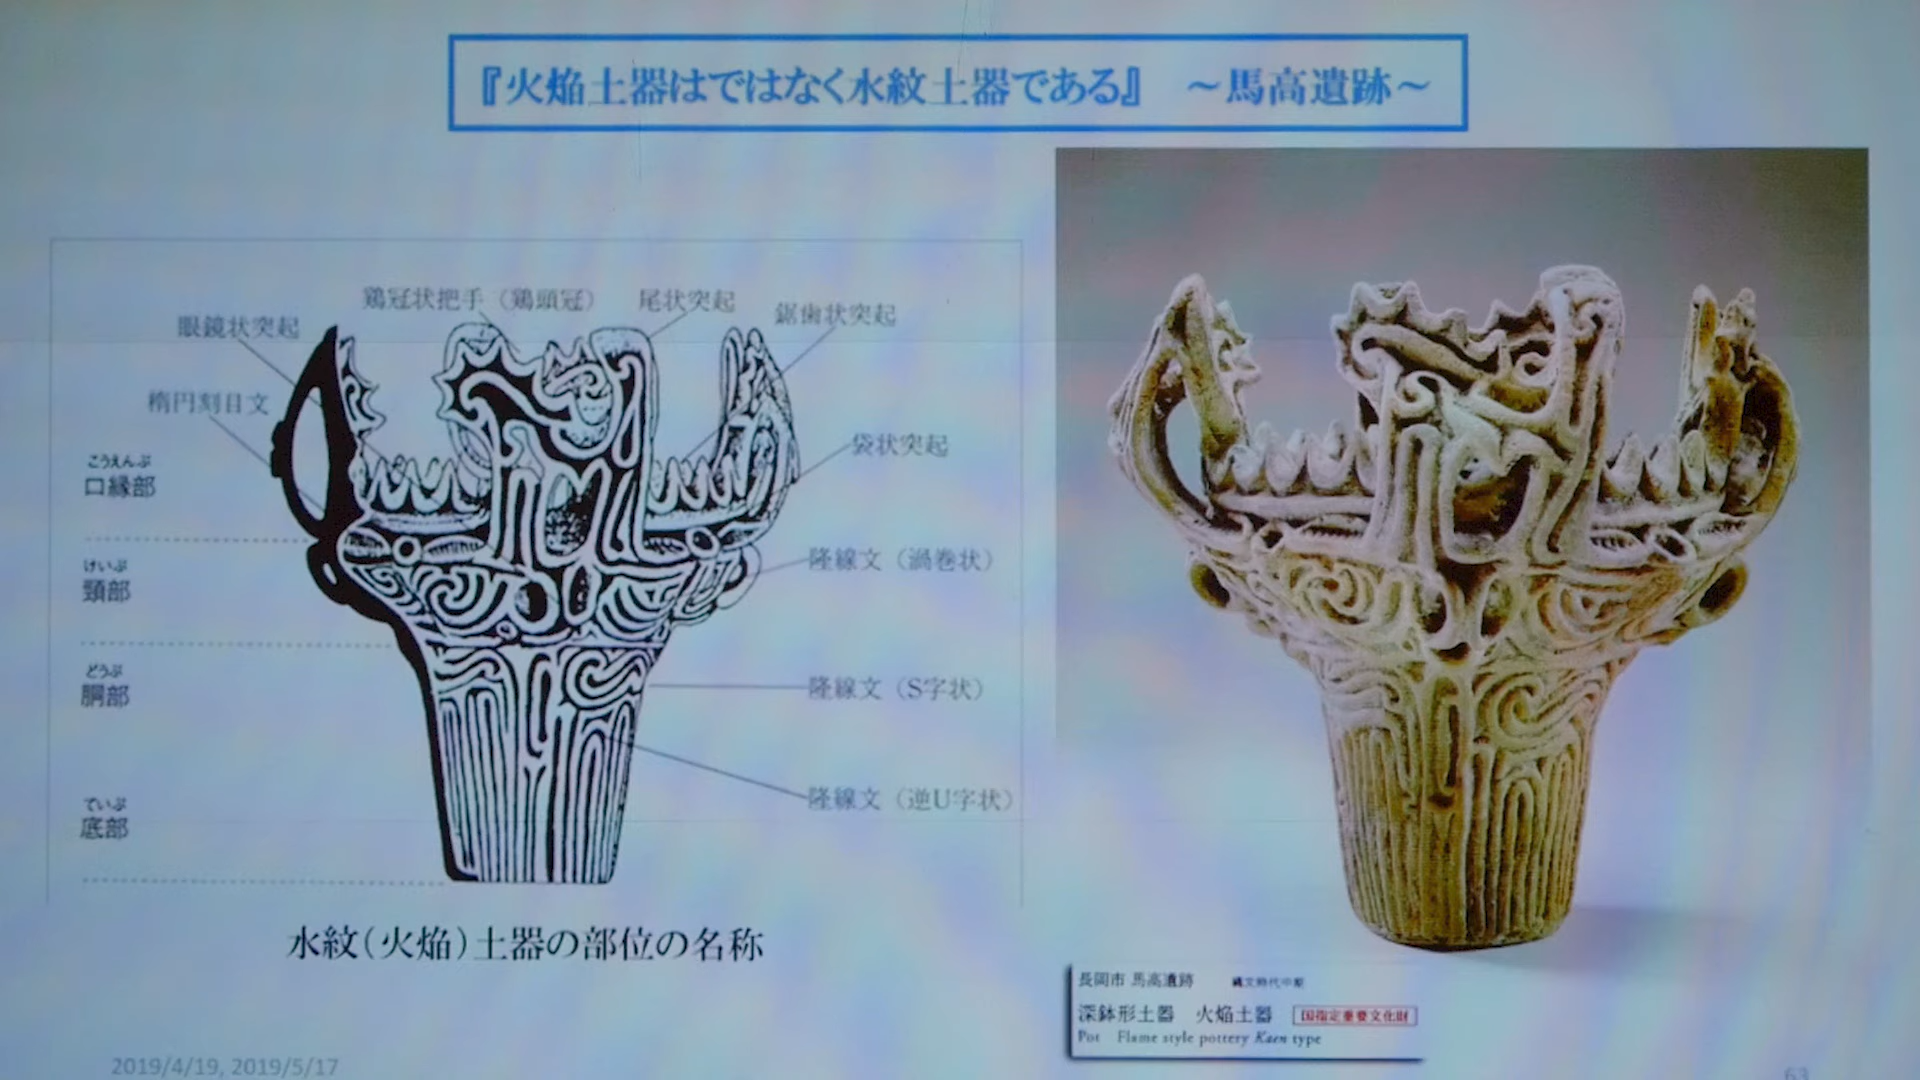 『火焔土器はではなく水紋土器である』　～馬高遺跡～
鶏冠状把手（鶏頭冠）
尾状突起
鋸歯状突起
眼鏡状突起
楕円刻目文
袋状突起
こうえんぶ
口縁部
けいぶ
頸部
隆線文（渦巻状）
どうぶ
胴部
隆線文（S字状）
隆線文（逆U字状）
ていぶ
底部
水紋（火焔）土器の部位の名称
長岡市 馬高遺跡　縄文時代中期
深鉢形土器　火焔土器　国指定重要文化財
Pot　Flame style pottery Kaen type
2019/4/19, 2019/5/17
63